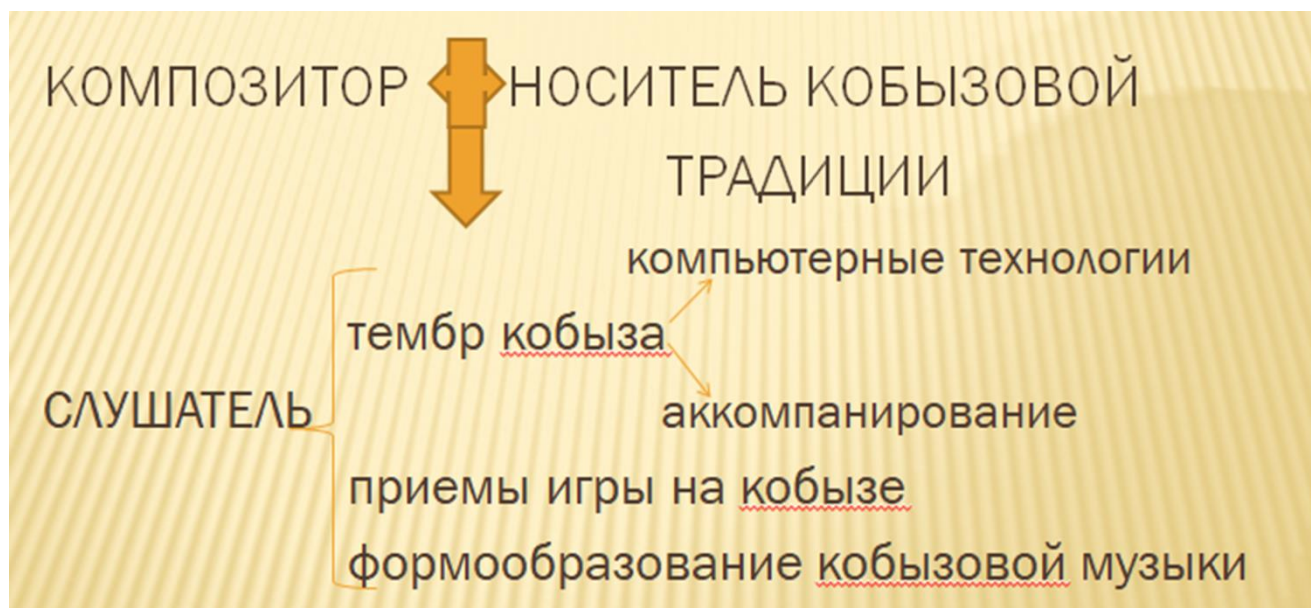 КОМПОЗИТОР НОСИТЕЛЬ КОБЫЗОВОЙ
ТРАДИЦИИ
компьютерные технологии
тембр кобыза
СЛУШАТЕЛЬ
аккомпанирование
приемы игры на кобызе
формообразование кобызовой музыки